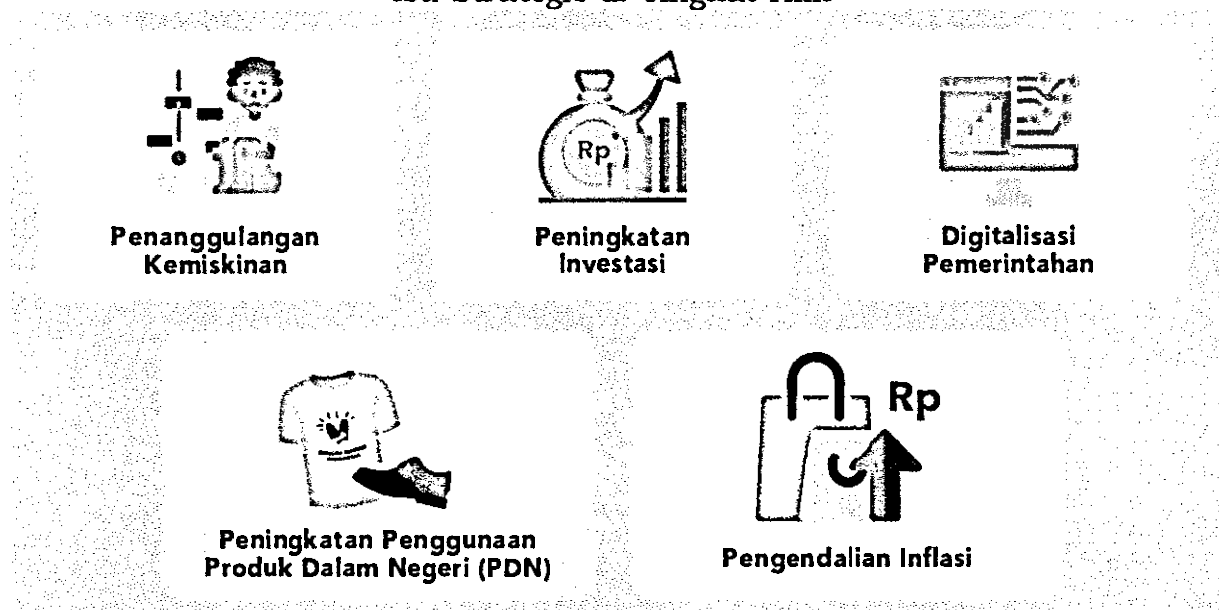 Rp
Penanggulangan
Kemiskinan
Peningkatan
Investasi
Digitalisasi
Pemerintahan
Rp
Peningkatan Penggunaan
Produk Dalam Negeri (PDN)
Pengendalian Inflasi